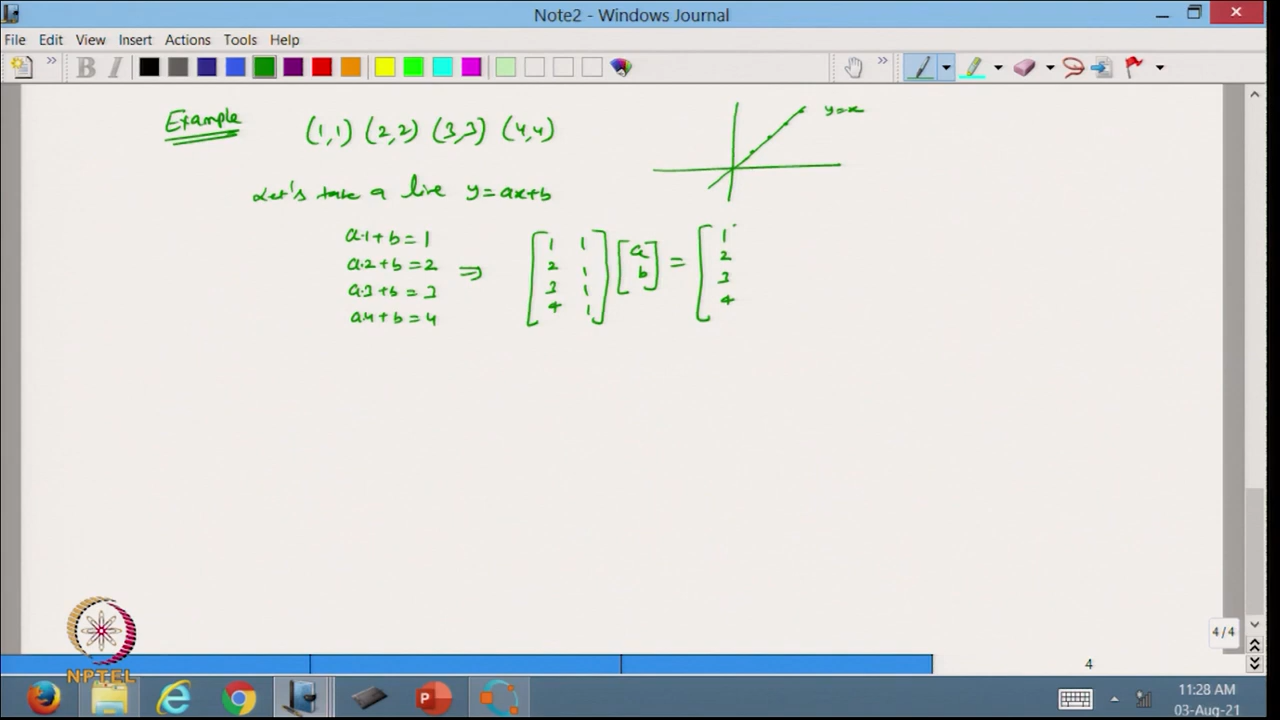 Note2 - Windows Journal
File Edit View Insert Actions Tools Help
Example (1,1) (2,2) (3,3) (4,4)
y=x
Let's take a line y=ax+b
a.1+b=1
a.2+b=2
a.3+b=3
a.4+b=4
⇒ [1 1 2 1 3 1 4 1] [a b] = [1 2 3 4
4/4
4
NPTEL
11:28 AM
03-Aug-21